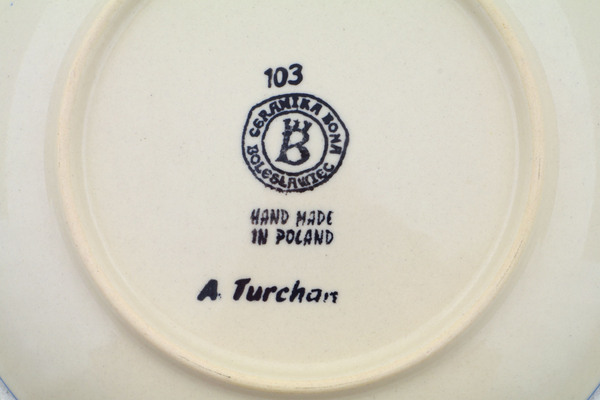 103
CERAMIKA BONA
B
BOLESŁAWIEC
HAND MADE
IN POLAND
A. Turchan